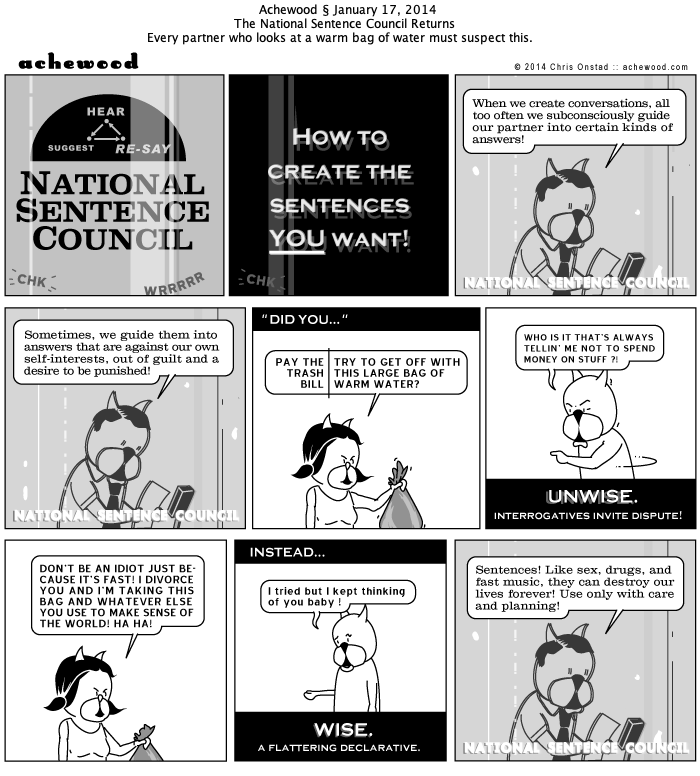 Achewood § January 17, 2014
The National Sentence Council Returns
Every partner who looks at a warm bag of water must suspect this.
achewood
© 2014 Chris Onstad :: achewood.com
HEAR
SUGGEST
RE-SAY
NATIONAL
SENTENCE
COUNCIL
CHK
WRRRRR
HOW TO
CREATE THE
SENTENCES
YOU WANT!
CHK
When we create conversations, all
too often we subconsciously guide
our partner into certain kinds of
answers!
NATIONAL SENTENCE COUNCIL
Sometimes, we guide them into
answers that are against our own
self-interests, out of guilt and a
desire to be punished!
NATIONAL SENTENCE COUNCIL
"DID YOU..."
PAY THE
TRASH
BILL
TRY TO GET OFF WITH
THIS LARGE BAG OF
WARM WATER?
WHO IS IT THAT'S ALWAYS
TELLIN' ME NOT TO SPEND
MONEY ON STUFF ?!
UNWISE.
INTERROGATIVES INVITE DISPUTE!
DON'T BE AN IDIOT JUST BE-
CAUSE IT'S FAST! I DIVORCE
YOU AND I'M TAKING THIS
BAG AND WHATEVER ELSE
YOU USE TO MAKE SENSE OF
THE WORLD! HA HA!
INSTEAD...
I tried but I kept thinking
of you baby !
WISE.
A FLATTERING DECLARATIVE.
Sentences! Like sex, drugs, and
fast music, they can destroy our
lives forever! Use only with care
and planning!
NATIONAL SENTENCE COUNCIL